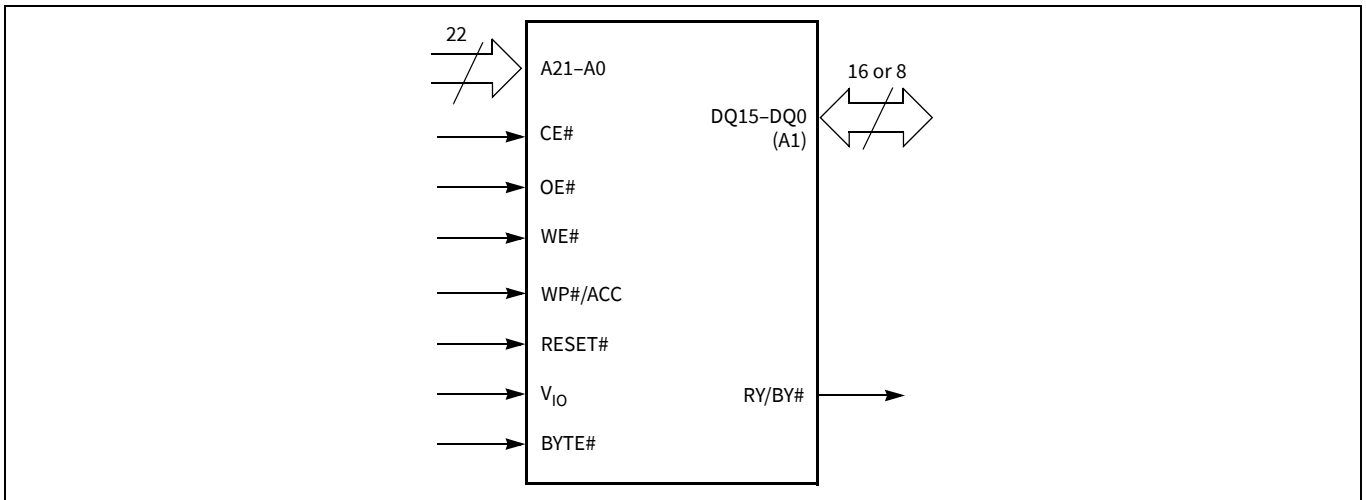 22
A21–A0
16 or 8
CE#
DQ15–DQ0
(A1)
OE#
WE#
WP#/ACC
RESET#
VIO
RY/BY#
BYTE#